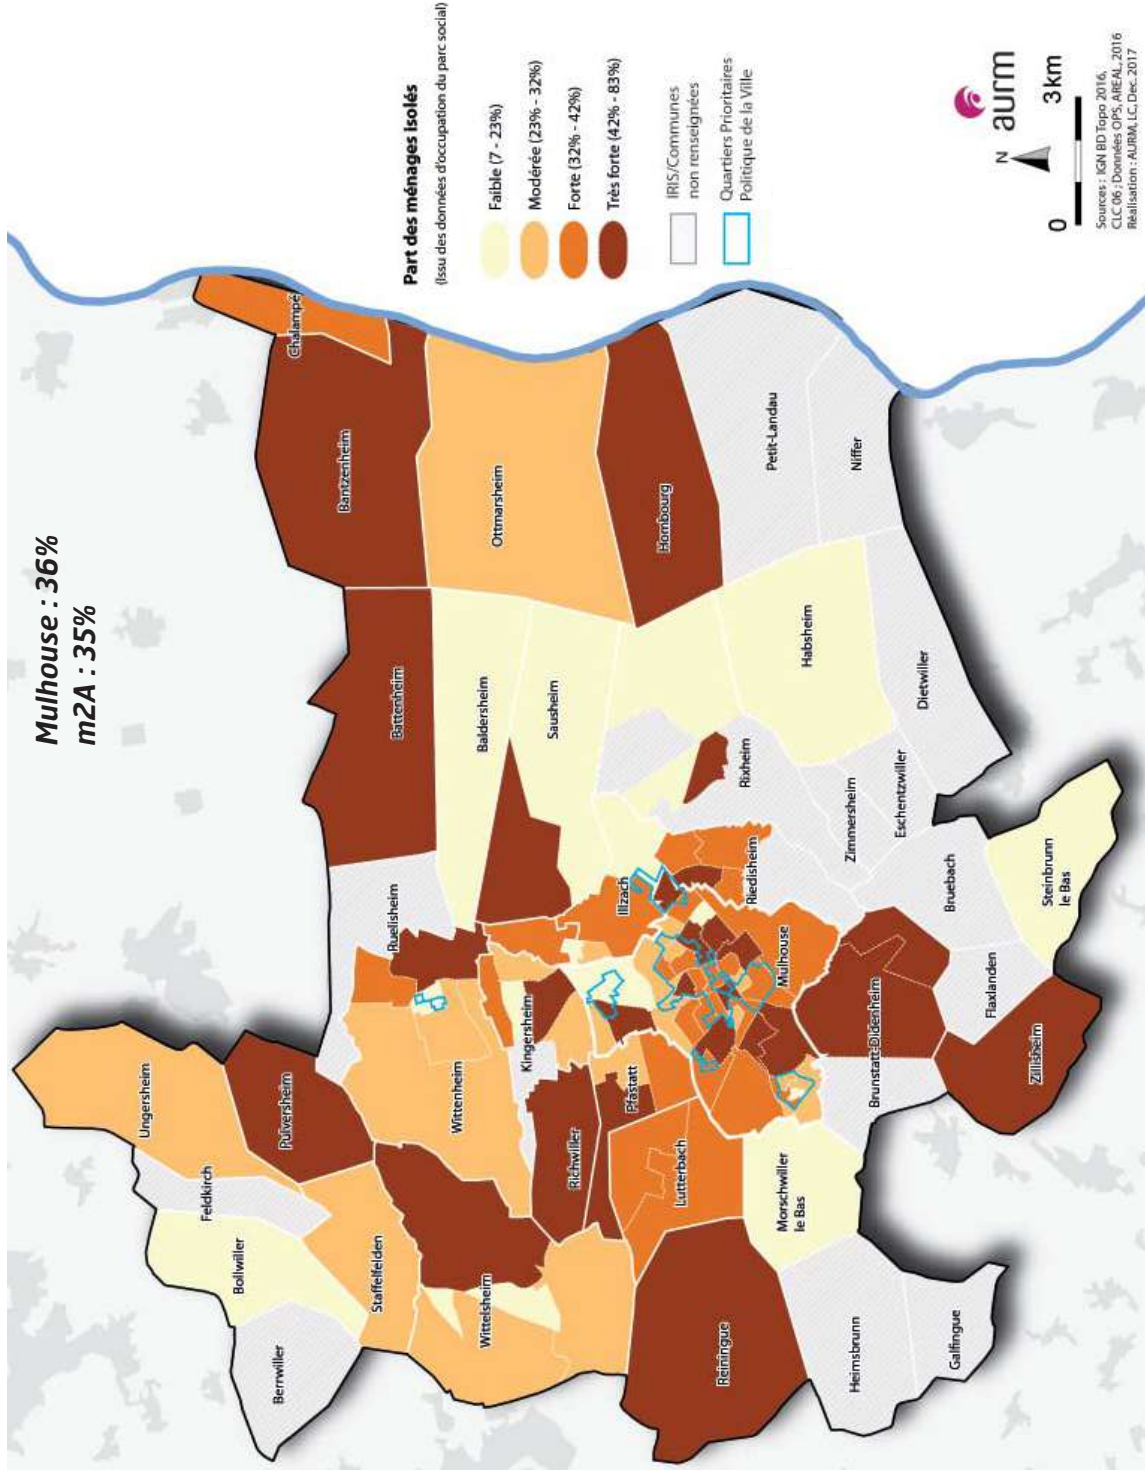 Mulhouse : 36%
m2A : 35%
Part des ménages isolés
(Issu des données d'occupation du parc social)
Faible (7 - 23%)
Modérée (23% - 32%)
Forte (32% - 42%)
Très forte (42% - 83%)
IRIS/Communes
non renseignées
Quartiers Prioritaires
Politique de la Ville
N
aurm
0
3km
Sources : IGN BD Topo 2016,
CLC 06 ; Données OPS, AREAL, 2016
Réalisation : AURM, LC, Dec. 2017
Chalampé
Bantzenheim
Ottmarsheim
Hombourg
Petit-Landau
Niffer
Battenheim
Baldersheim
Sausheim
Habsheim
Dietwiller
Rixheim
Zimmersheim
Eschentzwiller
Ruelisheim
Illzach
Riedisheim
Bruebach
Steinbrunn
le Bas
Ungersheim
Pulversheim
Wittenheim
Kingersheim
Mulhouse
Flaxlanden
Feldkirch
Richwiller
Pfastatt
Brunstatt-Didenheim
Zillisheim
Bollwiller
Staffelfelden
Lutterbach
Morschwiller
le Bas
Berrwiller
Wittelsheim
Reiningue
Heimsbrunn
Galfingue